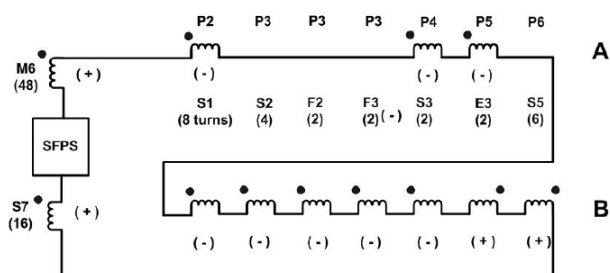 P2 P3 P3 P3 P4 P5 P6
A
M6
(48)
(+)
(-) (-) (-)
S1 S2 F2 F3 S3 E3 S5
(8 turns) (4) (2) (2) (-) (2) (2) (6)
SFPS
S7
(16)
(+)
B
(-) (-) (-) (-) (-) (+) (+)